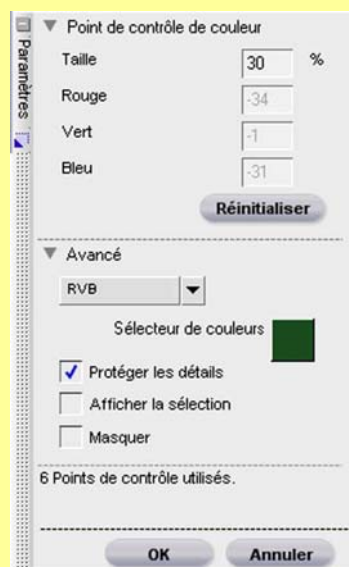 Paramètres
Point de contrôle de couleur
Taille 30 %
Rouge -34
Vert -1
Bleu -31
Réinitialiser
Avancé
RVB
Sélecteur de couleurs
Protéger les détails
Afficher la sélection
Masquer
6 Points de contrôle utilisés.
OK Annuler